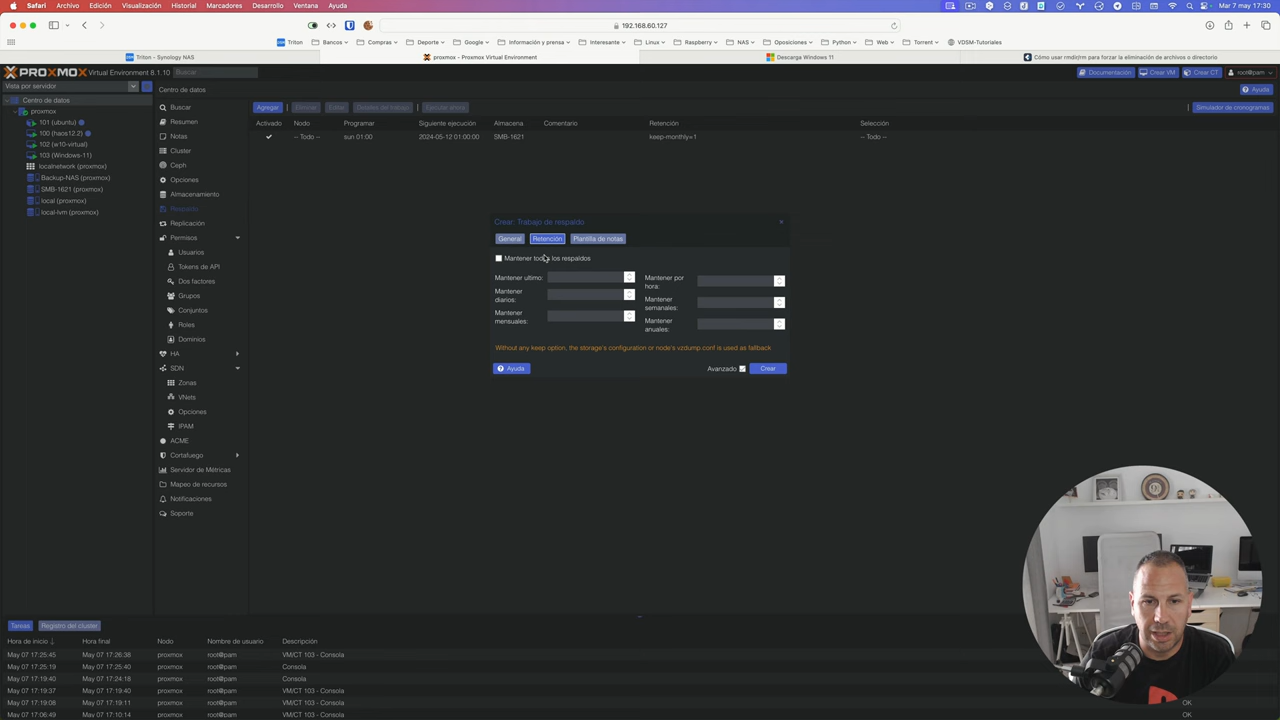 Safari Archivo Edición Visualización Historial Marcadores Desarrollo Ventana Ayuda Mar 7 may 17:30
192.168.60.127
Triton Bancos Compras Deporte Google Información y prensa Interesante Linux Raspberry NAS Oposiciones Python Web Torrent VDSM-Tutoriales
Triton - Synology NAS proxmox - Proxmox Virtual Environment Descarga Windows 11 Cómo usar rmdir/rm para forzar la eliminación de archivos o directorio
PROXMOX Virtual Environment 8.1.10 Buscar Documentación Crear VM Crear CT root@pam
Vista por servidor Centro de datos Ayuda
Centro de datos
proxmox
101 (ubuntu)
100 (haos12.2)
102 (w10-virtual)
103 (Windows-11)
localnetwork (proxmox)
Backup-NAS (proxmox)
SMB-1621 (proxmox)
local (proxmox)
local-lvm (proxmox)
Buscar
Resumen
Notas
Cluster
Ceph
Opciones
Almacenamiento
Respaldo
Replicación
Permisos
Usuarios
Tokens de API
Dos factores
Grupos
Conjuntos
Roles
Dominios
HA
SDN
Zonas
VNets
Opciones
IPAM
ACME
Cortafuego
Servidor de Métricas
Mapeo de recursos
Notificaciones
Soporte
Agregar Eliminar Editar Detalles del trabajo Ejecutar ahora Simulador de cronogramas
Activado Nodo Programar Siguiente ejecución Almacena Comentario Retención Selección
-- Todo -- sun 01:00 2024-05-12 01:00:00 SMB-1621 keep-monthly=1 -- Todo --
Crear: Trabajo de respaldo
General Retención Plantilla de notas
Mantener todos los respaldos
Mantener ultimo: Mantener por hora:
Mantener diarios: Mantener semanales:
Mantener mensuales: Mantener anuales:
Without any keep option, the storage's configuration or node's vzdump.conf is used as fallback
Ayuda Avanzado Crear
Tareas Registro del cluster
Hora de inicio Hora final Nodo Nombre de usuario Descripción
May 07 17:25:45 May 07 17:26:38 proxmox root@pam VM/CT 103 - Consola
May 07 17:25:19 May 07 17:25:40 proxmox root@pam Consola
May 07 17:19:40 May 07 17:24:18 proxmox root@pam Consola
May 07 17:19:37 May 07 17:19:40 proxmox root@pam VM/CT 103 - Consola
May 07 17:19:08 May 07 17:19:11 proxmox root@pam VM/CT 103 - Consola OK
May 07 17:06:49 May 07 17:10:14 proxmox root@pam VM/CT 103 - Consola OK